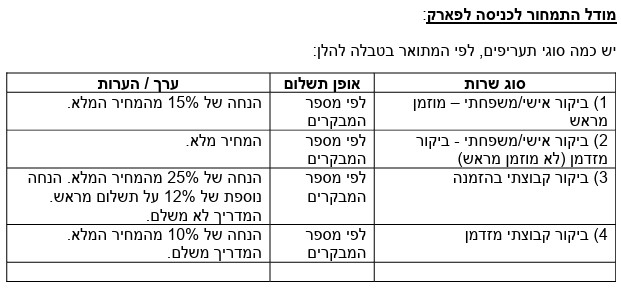 מודל התמחור לכניסה לפארק:
יש כמה סוגי תעריפים, לפי המתואר בטבלה להלן:
סוג שרות אופן תשלום ערך / הערות
1) ביקור אישי/משפחתי – מוזמן לפי מספר הנחה של 15% מהמחיר המלא.
מראש המבקרים
2) ביקור אישי/משפחתי - ביקור לפי מספר המחיר מלא.
מזדמן (לא מוזמן מראש) המבקרים
3) ביקור קבוצתי בהזמנה לפי מספר הנחה של 25% מהמחיר המלא. הנחה
המבקרים נוספת של 12% על תשלום מראש.
המדריך לא משלם.
4) ביקור קבוצתי מזדמן לפי מספר הנחה של 10% מהמחיר המלא.
המבקרים המדריך משלם.